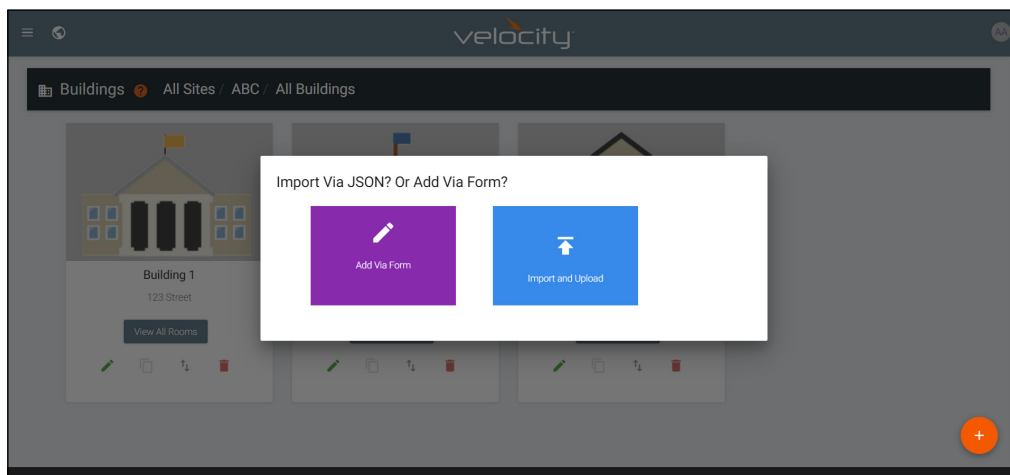 velocity
AA
Buildings ? All Sites / ABC / All Buildings
Import Via JSON? Or Add Via Form?
Add Via Form
Import and Upload
Building 1
123 Street
View All Rooms
+